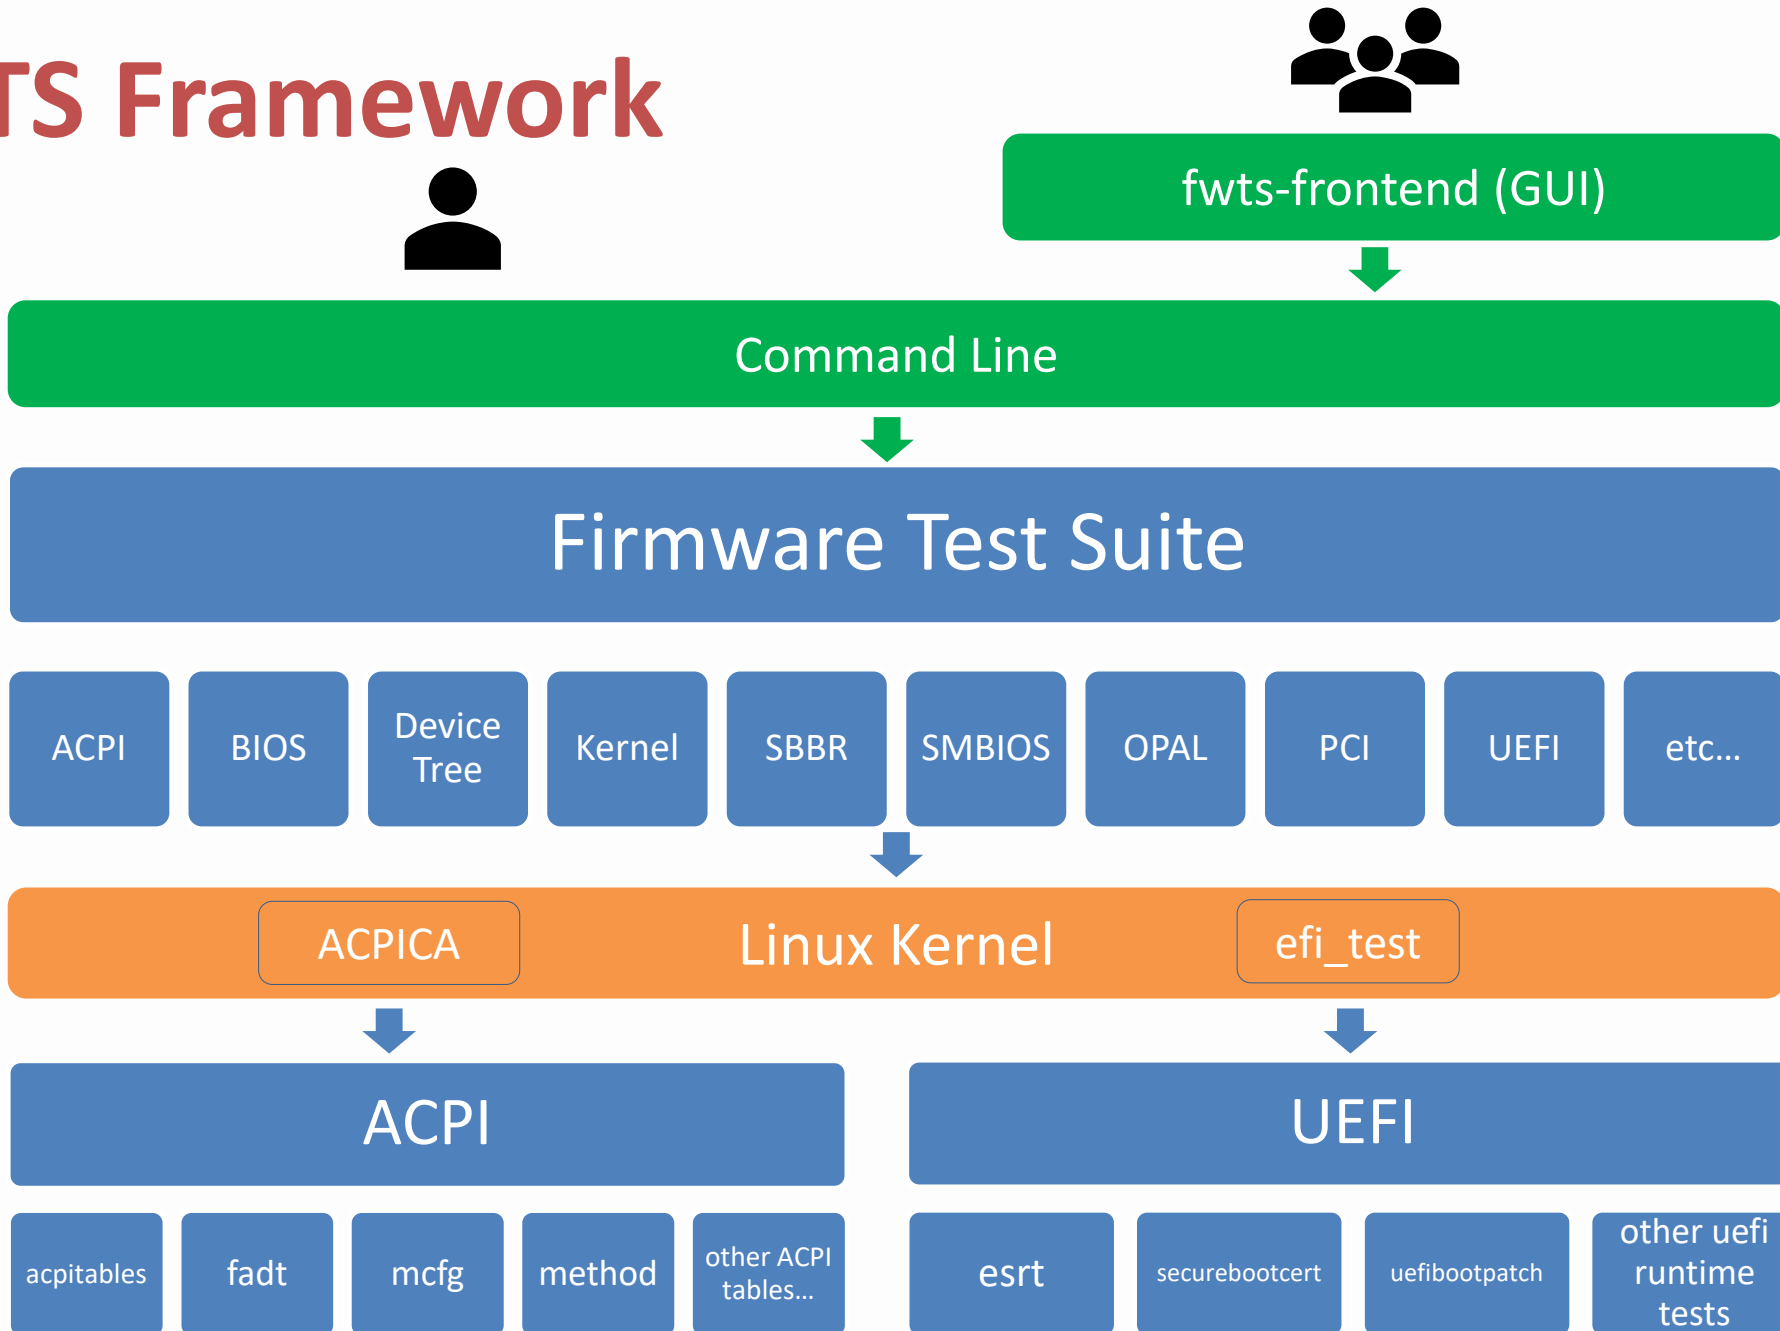 TS Framework
fwts-frontend (GUI)
Command Line
Firmware Test Suite
ACPI
BIOS
Device
Tree
Kernel
SBBR
SMBIOS
OPAL
PCI
UEFI
etc...
ACPICA
Linux Kernel
efi_test
ACPI
UEFI
acpitables
fadt
mcfg
method
other ACPI
tables...
esrt
securebootcert
uefibootpatch
other uefi
runtime
tests